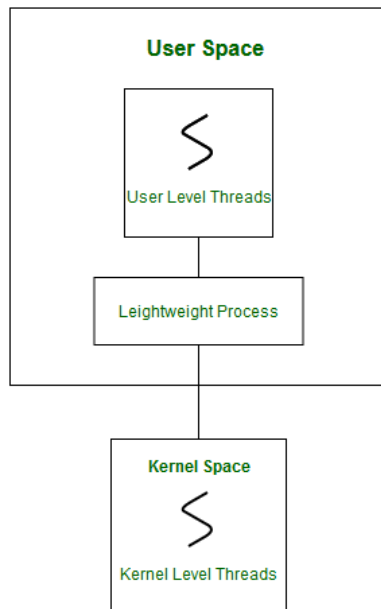 User Space
User Level Threads
Leightweight Process
Kernel Space
Kernel Level Threads